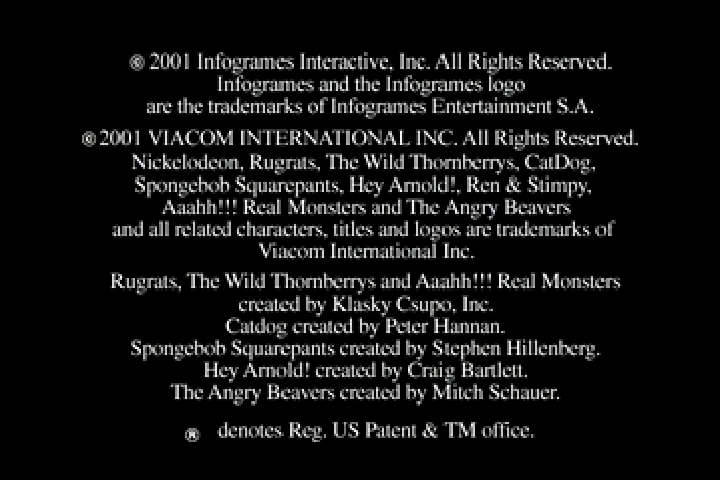 ® 2001 Infogrames Interactive, Inc. All Rights Reserved.
Infogrames and the Infogrames logo
are the trademarks of Infogrames Entertainment S.A.
®2001 VIACOM INTERNATIONAL INC. All Rights Reserved.
Nickelodeon, Rugrats, The Wild Thornberrys, CatDog,
Spongebob Squarepants, Hey Arnold!, Ren & Stimpy,
Aaahh!!! Real Monsters and The Angry Beavers
and all related characters, titles and logos are trademarks of
Viacom International Inc.
Rugrats, The Wild Thornberrys and Aaahh!!! Real Monsters
created by Klasky Csupo, Inc.
Catdog created by Peter Hannan.
Spongebob Squarepants created by Stephen Hillenberg.
Hey Arnold! created by Craig Bartlett.
The Angry Beavers created by Mitch Schauer.
® denotes Reg. US Patent & TM office.